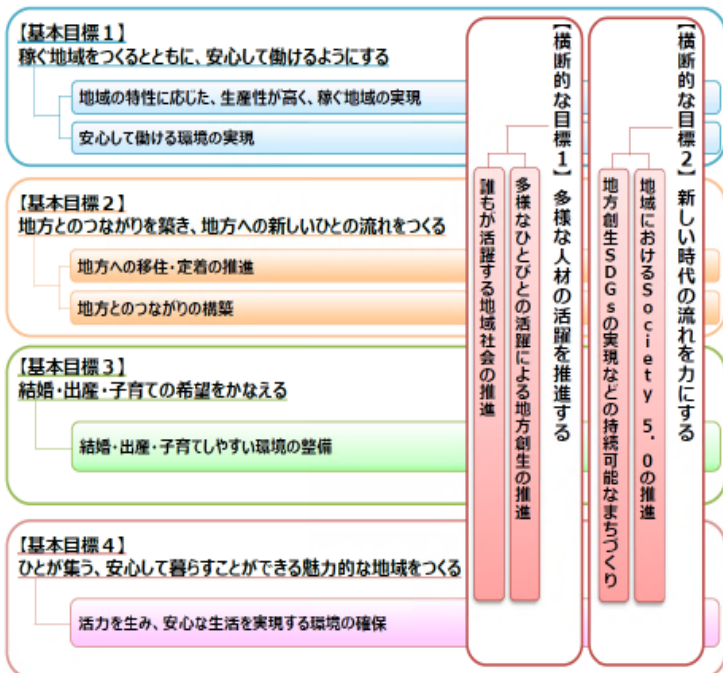 【基本目標１】
稼ぐ地域をつくるとともに、安心して働けるようにする
地域の特性に応じた、生産性が高く、稼ぐ地域の実現
安心して働ける環境の実現
【基本目標２】
地方とのつながりを築き、地方への新しいひとの流れをつくる
地方への移住・定着の推進
地方とのつながりの構築
【基本目標３】
結婚・出産・子育ての希望をかなえる
結婚・出産・子育てしやすい環境の整備
【基本目標４】
ひとが集う、安心して暮らすことができる魅力的な地域をつくる
活力を生み、安心な生活を実現する環境の確保
【横断的な目標１】多様な人材の活躍を推進する
多様なひとびとの活躍による地方創生の推進
誰もが活躍する地域社会の推進
【横断的な目標２】新しい時代の流れを力にする
地域におけるSociety 5.0の推進
地方創生SDGsの実現などの持続可能なまちづくり